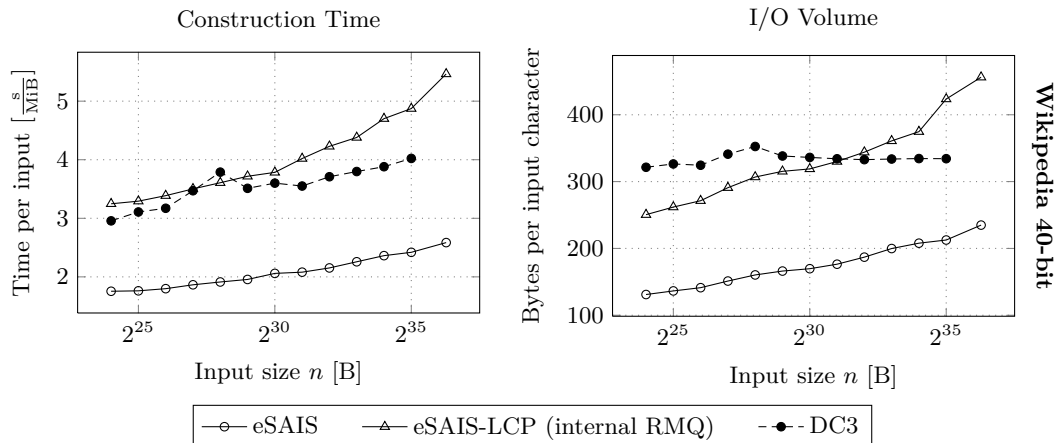 Construction Time
I/O Volume
Time per input [s/MiB]
5
4
3
2
2^25
2^30
2^35
Input size n [B]
Bytes per input character
400
300
200
100
2^25
2^30
2^35
Input size n [B]
Wikipedia 40-bit
eSAIS
eSAIS-LCP (internal RMQ)
DC3